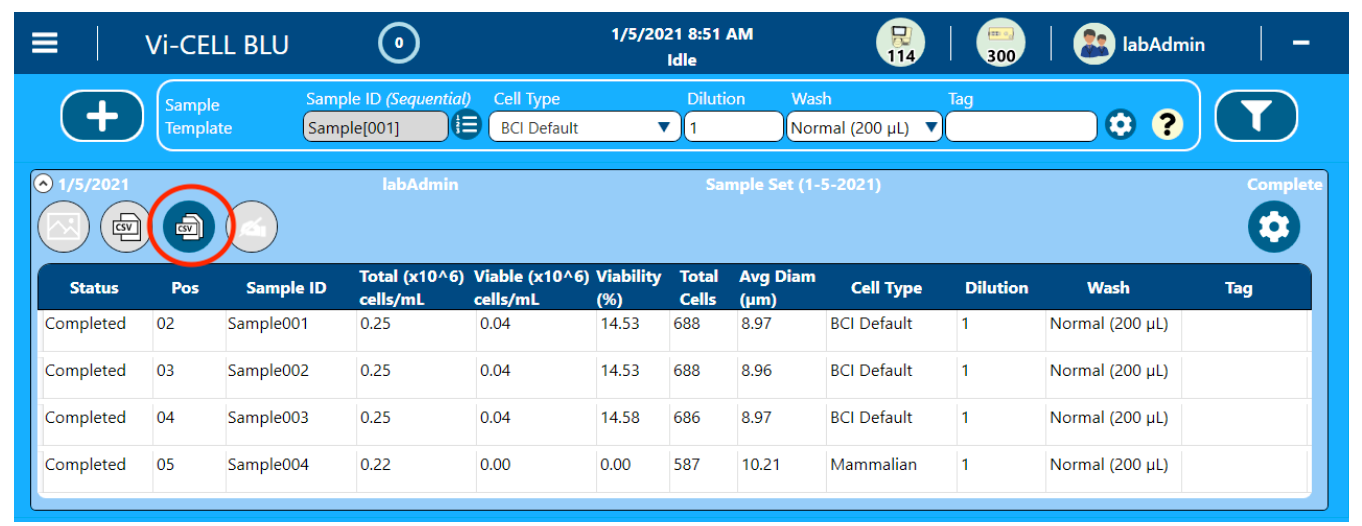 Vi-CELL BLU
0
1/5/2021 8:51 AM
Idle
114
300
labAdmin
Sample
Template
Sample ID (Sequential)
Cell Type
Dilution
Wash
Tag
Sample[001]
BCI Default
1
Normal (200 µL)
?
1/5/2021 labAdmin Sample Set (1-5-2021) Complete
CSV
CSV
Status Pos Sample ID Total (x10^6) cells/mL Viable (x10^6) cells/mL Viability (%) Total Cells Avg Diam (µm) Cell Type Dilution Wash Tag
Completed 02 Sample001 0.25 0.04 14.53 688 8.97 BCI Default 1 Normal (200 µL)
Completed 03 Sample002 0.25 0.04 14.53 688 8.96 BCI Default 1 Normal (200 µL)
Completed 04 Sample003 0.25 0.04 14.58 686 8.97 BCI Default 1 Normal (200 µL)
Completed 05 Sample004 0.22 0.00 0.00 587 10.21 Mammalian 1 Normal (200 µL)